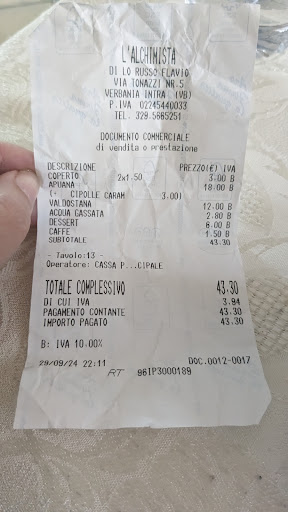 L'ALCHIMISTA
DI LO RUSSO FLAVIO
VIA TONAZZI NR.5
VERBANIA INTRA (VB)
P.IVA 02245440033
TEL. 329.5665251
DOCUMENTO COMMERCIALE
di vendita o prestazione
DESCRIZIONE PREZZO(€) IVA
COPERTO 2x1.50 3.00 B
APUANA 18.00 B
(- CIPOLLE CARAM 3.00)
VALDOSTANA 12.00 B
ACQUA GASSATA 2.80 B
DESSERT 6.00 B
CAFFE 1.50 B
SUBTOTALE 43.30
- Tavolo:13 -
Operatore: CASSA P...CIPALE
TOTALE COMPLESSIVO 43.30
DI CUI IVA 3.94
PAGAMENTO CONTANTE 43.30
IMPORTO PAGATO 43.30
B: IVA 10.00%
29/09/24 22:11 DOC.0012-0017
RT 96IP3000189